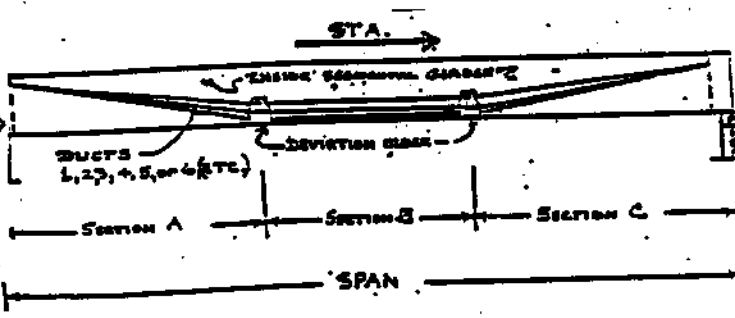 STA.
INSIDE SEGMENTAL GIRDER
DEVIATION BLOCK
DUCTS
1,2,3,4,5, OR 6 (ETC)
SECTION A
SECTION B
SECTION C
SPAN